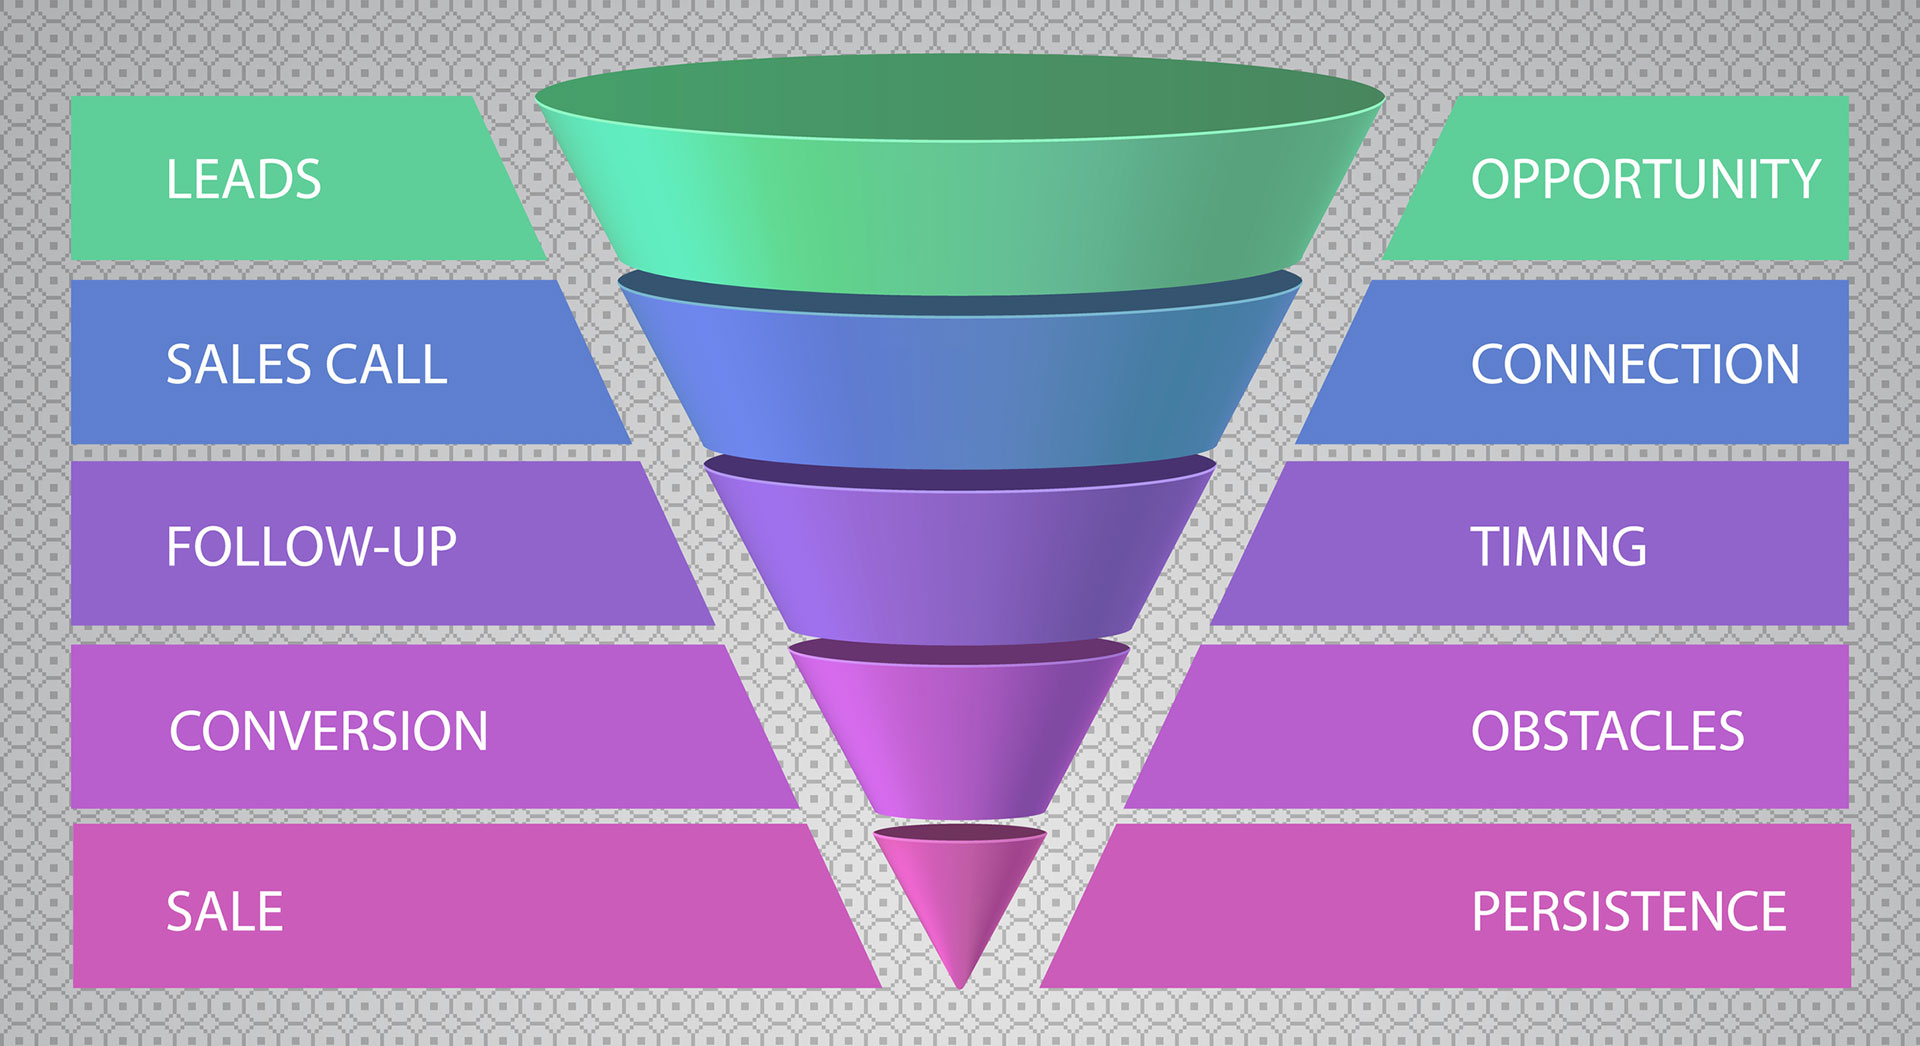 LEADS
OPPORTUNITY
SALES CALL
CONNECTION
FOLLOW-UP
TIMING
CONVERSION
OBSTACLES
SALE
PERSISTENCE